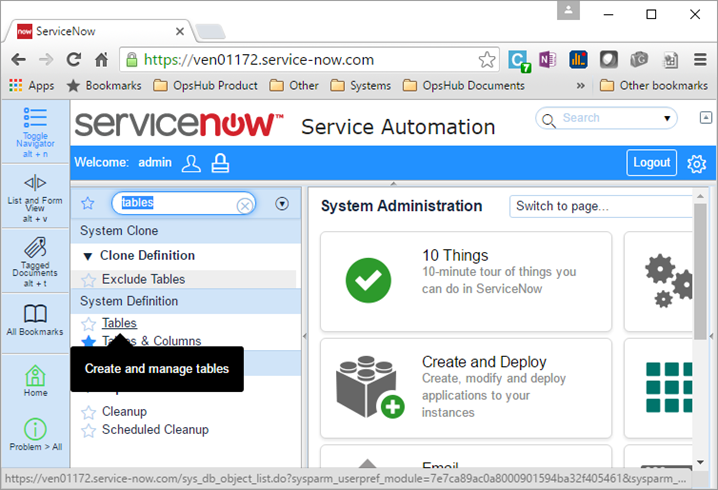 ServiceNow
https://ven01172.service-now.com
7
Apps
Bookmarks
OpsHub Product
Other
Systems
OpsHub Documents
»
Other bookmarks
Toggle
Navigator
alt + n
List and Form
View
alt + v
Tagged
Documents
alt + t
All Bookmarks
Home
Problem > All
servicenow™ Service Automation
Search
Welcome: admin
Logout
tables
System Clone
Clone Definition
Exclude Tables
System Definition
Tables
Tables & Columns
Create and manage tables
Cleanup
Scheduled Cleanup
System Administration
Switch to page...
10 Things
10-minute tour of things you
can do in ServiceNow
Create and Deploy
Create, modify and deploy
applications to your
instances
Email
https://ven01172.service-now.com/sys_db_object_list.do?sysparm_userpref_module=7e7ca89ac0a8000901594ba32f405461&sysparm_...